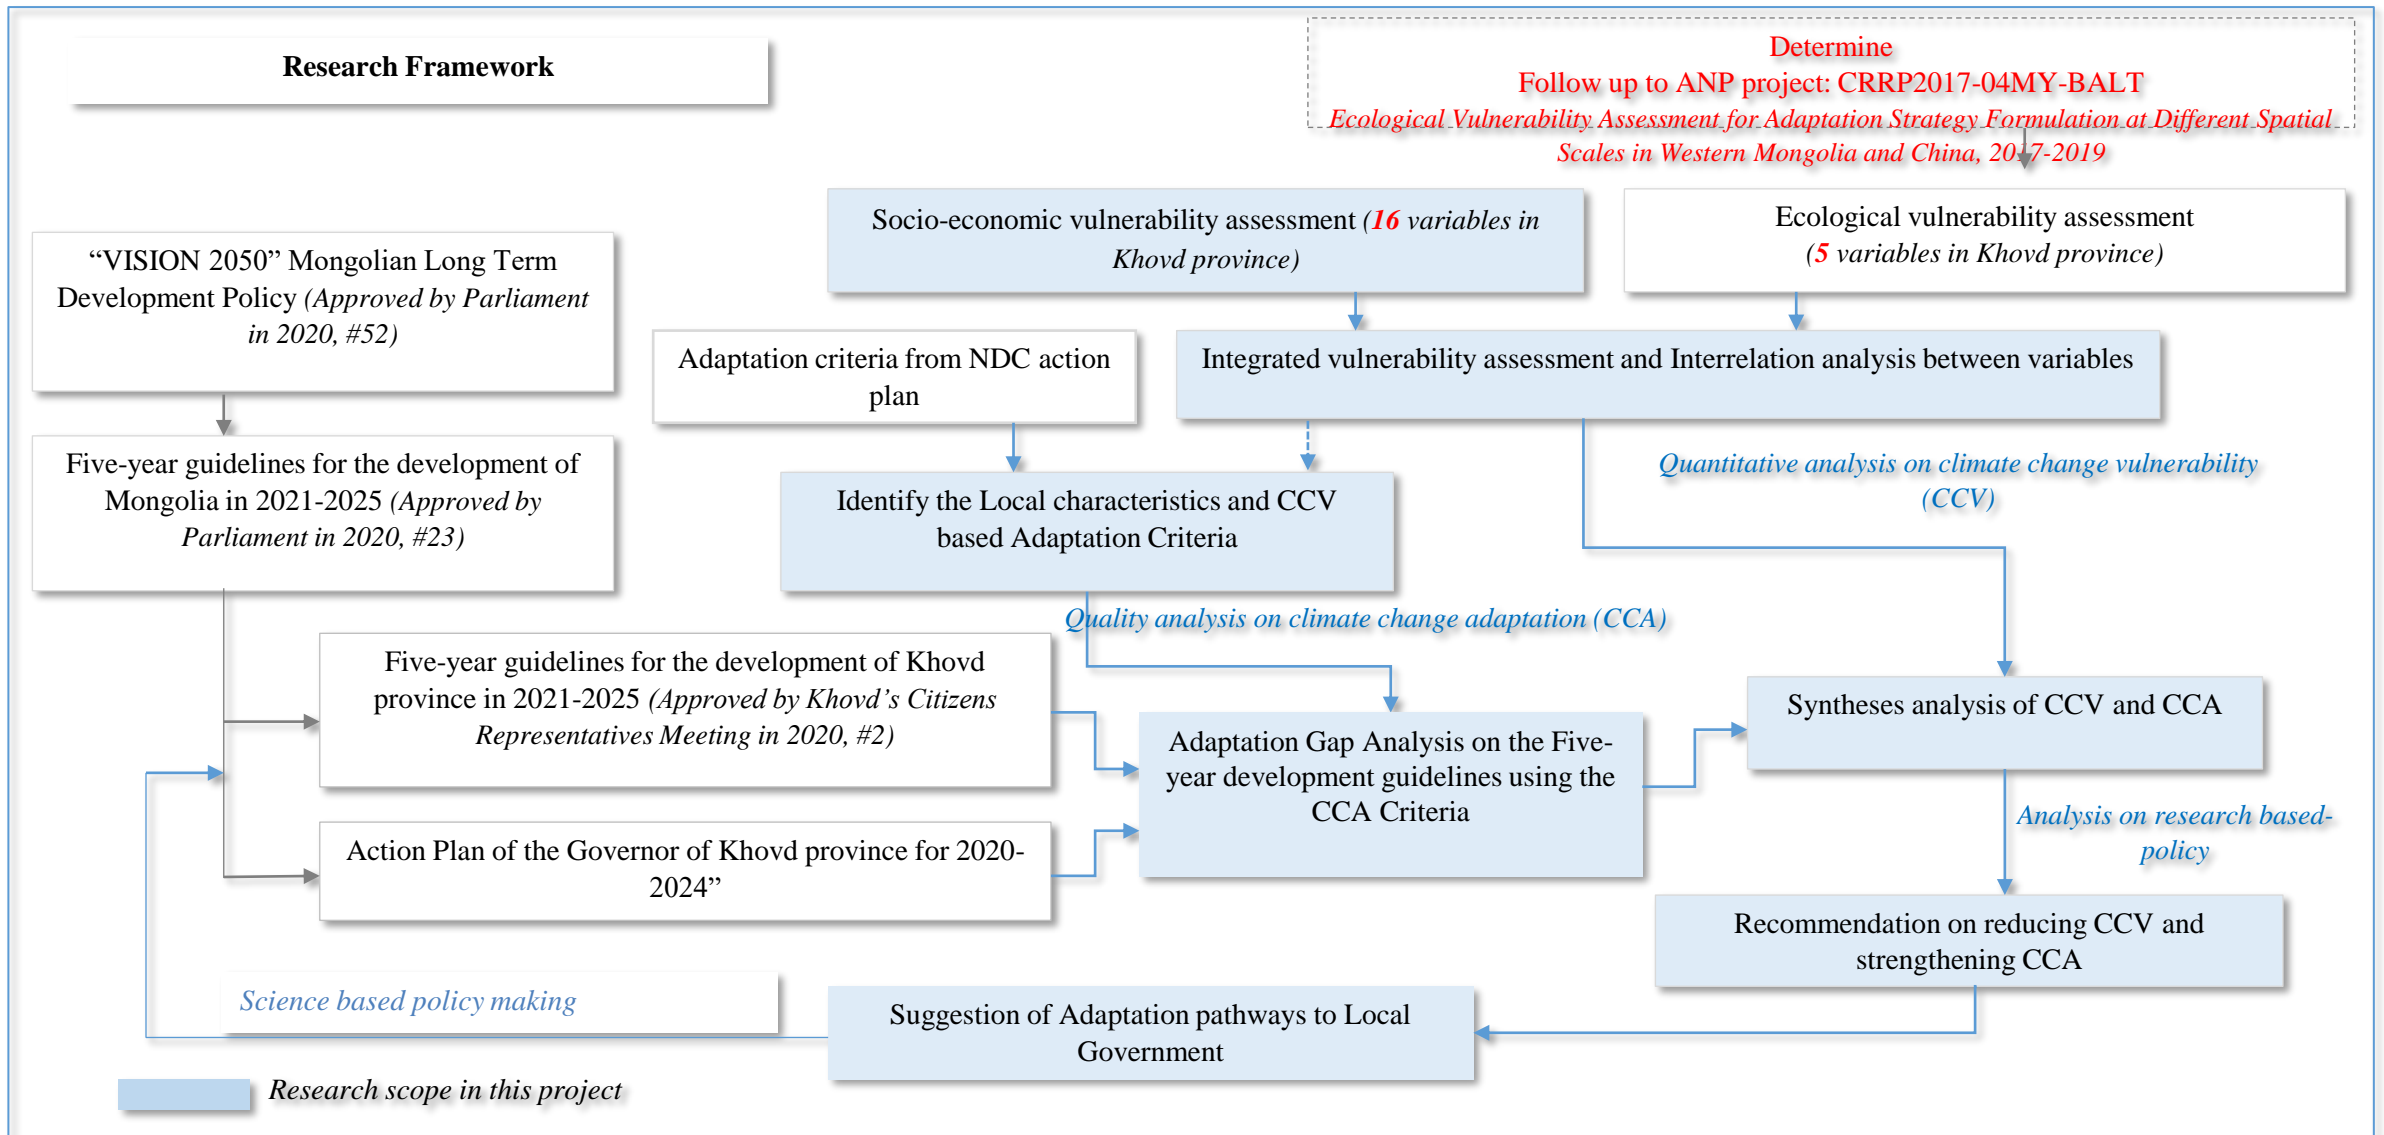 Research Framework
Determine
Follow up to ANP project: CRRP2017-04MY-BALT
Ecological Vulnerability Assessment for Adaptation Strategy Formulation at Different Spatial
Scales in Western Mongolia and China, 2017-2019
Socio-economic vulnerability assessment (16 variables in
Khovd province)
Ecological vulnerability assessment
(5 variables in Khovd province)
“VISION 2050” Mongolian Long Term
Development Policy (Approved by Parliament
in 2020, #52)
Adaptation criteria from NDC action
plan
Integrated vulnerability assessment and Interrelation analysis between variables
Five-year guidelines for the development of
Mongolia in 2021-2025 (Approved by
Parliament in 2020, #23)
Identify the Local characteristics and CCV
based Adaptation Criteria
Quantitative analysis on climate change vulnerability
(CCV)
Quality analysis on climate change adaptation (CCA)
Five-year guidelines for the development of Khovd
province in 2021-2025 (Approved by Khovd’s Citizens
Representatives Meeting in 2020, #2)
Adaptation Gap Analysis on the Five-
year development guidelines using the
CCA Criteria
Syntheses analysis of CCV and CCA
Action Plan of the Governor of Khovd province for 2020-
2024”
Analysis on research based-
policy
Recommendation on reducing CCV and
strengthening CCA
Science based policy making
Suggestion of Adaptation pathways to Local
Government
Research scope in this project